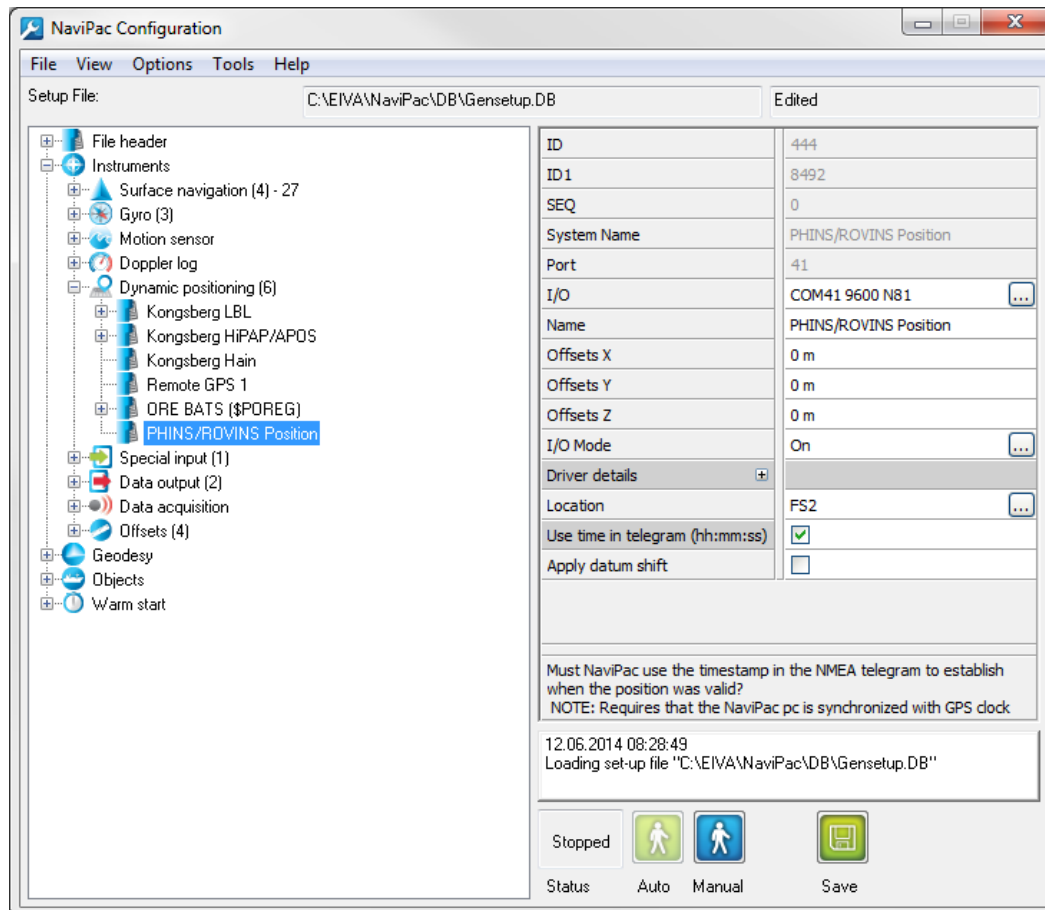 NaviPac Configuration
File View Options Tools Help
Setup File: C:\EIVA\NaviPac\DB\Gensetup.DB Edited
File header
Instruments
Surface navigation (4) - 27
Gyro (3)
Motion sensor
Doppler log
Dynamic positioning (6)
Kongsberg LBL
Kongsberg HiPAP/APOS
Kongsberg Hain
Remote GPS 1
ORE BATS ($POREG)
PHINS/ROVINS Position
Special input (1)
Data output (2)
Data acquisition
Offsets (4)
Geodesy
Objects
Warm start
ID 444
ID1 8492
SEQ 0
System Name PHINS/ROVINS Position
Port 41
I/O COM41 9600 N81 ...
Name PHINS/ROVINS Position
Offsets X 0 m
Offsets Y 0 m
Offsets Z 0 m
I/O Mode On ...
Driver details
Location FS2 ...
Use time in telegram (hh:mm:ss)
Apply datum shift
Must NaviPac use the timestamp in the NMEA telegram to establish
when the position was valid?
NOTE: Requires that the NaviPac pc is synchronized with GPS clock
12.06.2014 08:28:49
Loading set-up file "C:\EIVA\NaviPac\DB\Gensetup.DB"
Stopped
Status Auto Manual Save